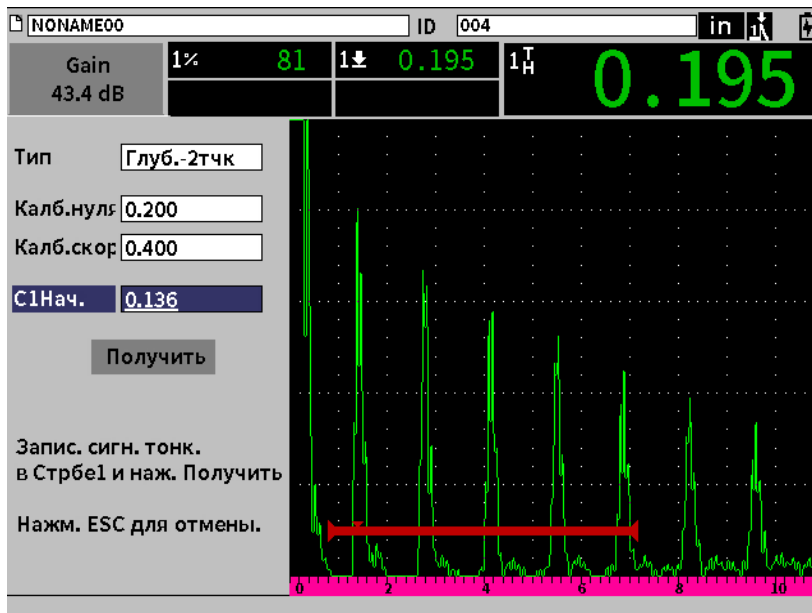 NONAME00 ID 004 in
Gain 43.4 dB
1% 81
1 0.195
1 T H 0.195
Тип Глуб.-2тчк
Калб.нуля 0.200
Калб.скор 0.400
С1Нач. 0.136
Получить
Запис. сигн. тонк.
в Стрбе1 и наж. Получить
Нажм. ESC для отмены.
0 2 4 6 8 10